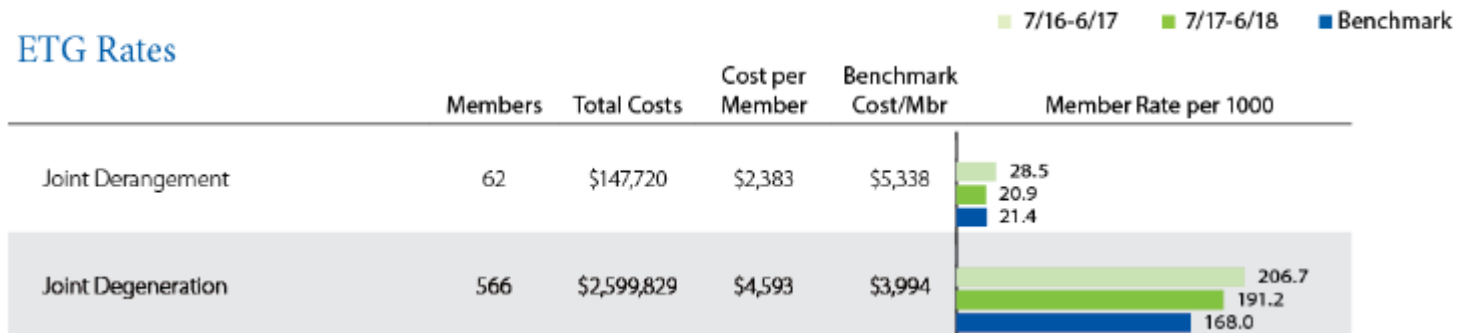 7/16-6/17 7/17-6/18 Benchmark
ETG Rates
Members Total Costs Cost per Member Benchmark Cost/Mbr Member Rate per 1000
Joint Derangement 62 $147,720 $2,383 $5,338
28.5
20.9
21.4
Joint Degeneration 566 $2,599,829 $4,593 $3,994
206.7
191.2
168.0